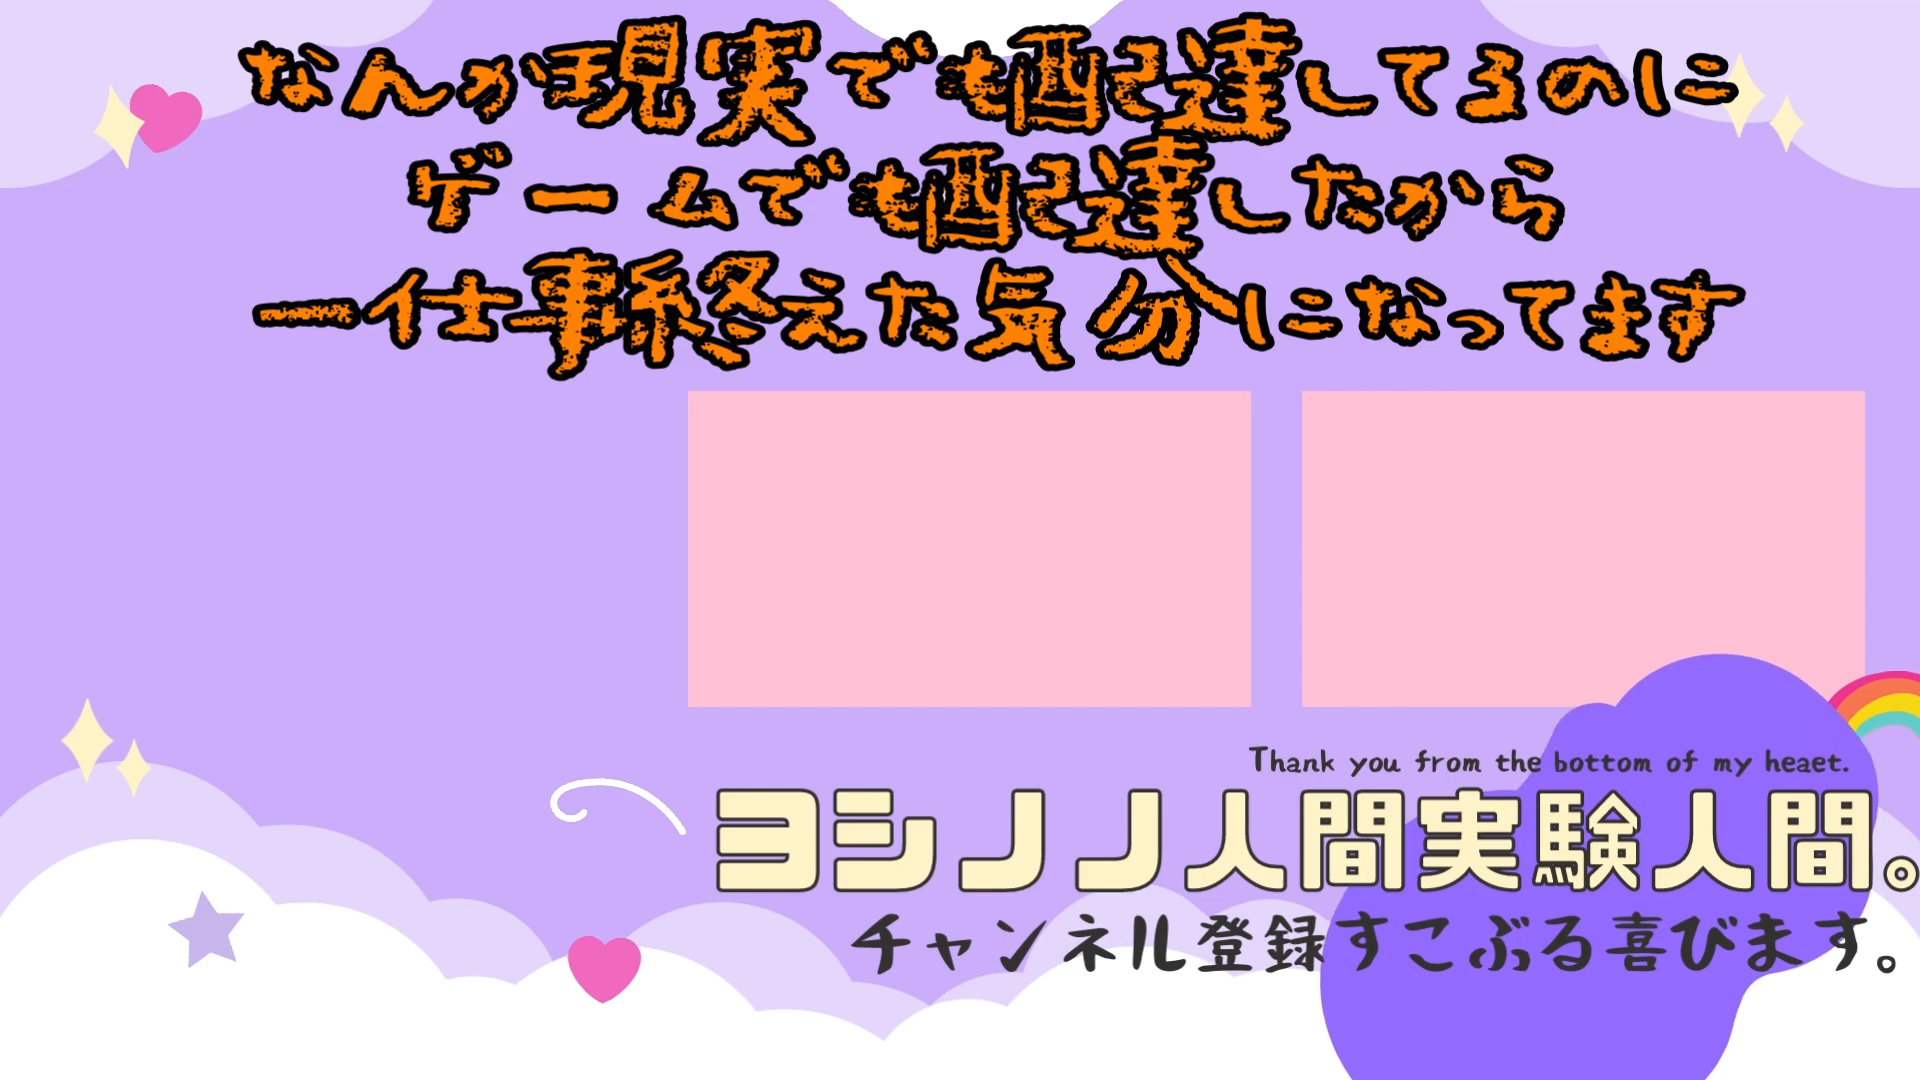 なんか現実でも配達してるのに
ゲームでも配達したから
一仕事終えた気分になってます
Thank you from the bottom of my heaet.
ヨシノノ人間実験人間。
チャンネル登録すこぶる喜びます。